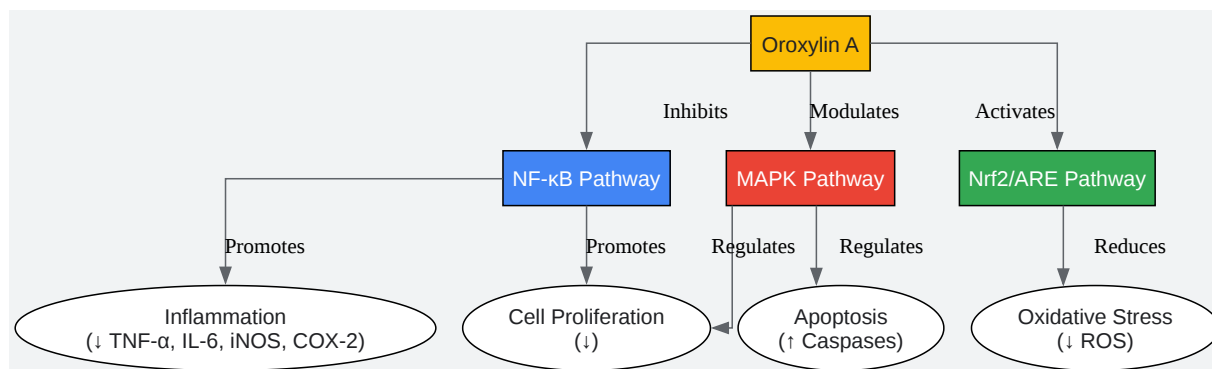 Oroxylin A
Inhibits
Modulates
Activates
NF-κB Pathway
MAPK Pathway
Nrf2/ARE Pathway
Promotes
Promotes
Regulates
Regulates
Reduces
Inflammation
(↓ TNF-α, IL-6, iNOS, COX-2)
Cell Proliferation
(↓)
Apoptosis
(↑ Caspases)
Oxidative Stress
(↓ ROS)